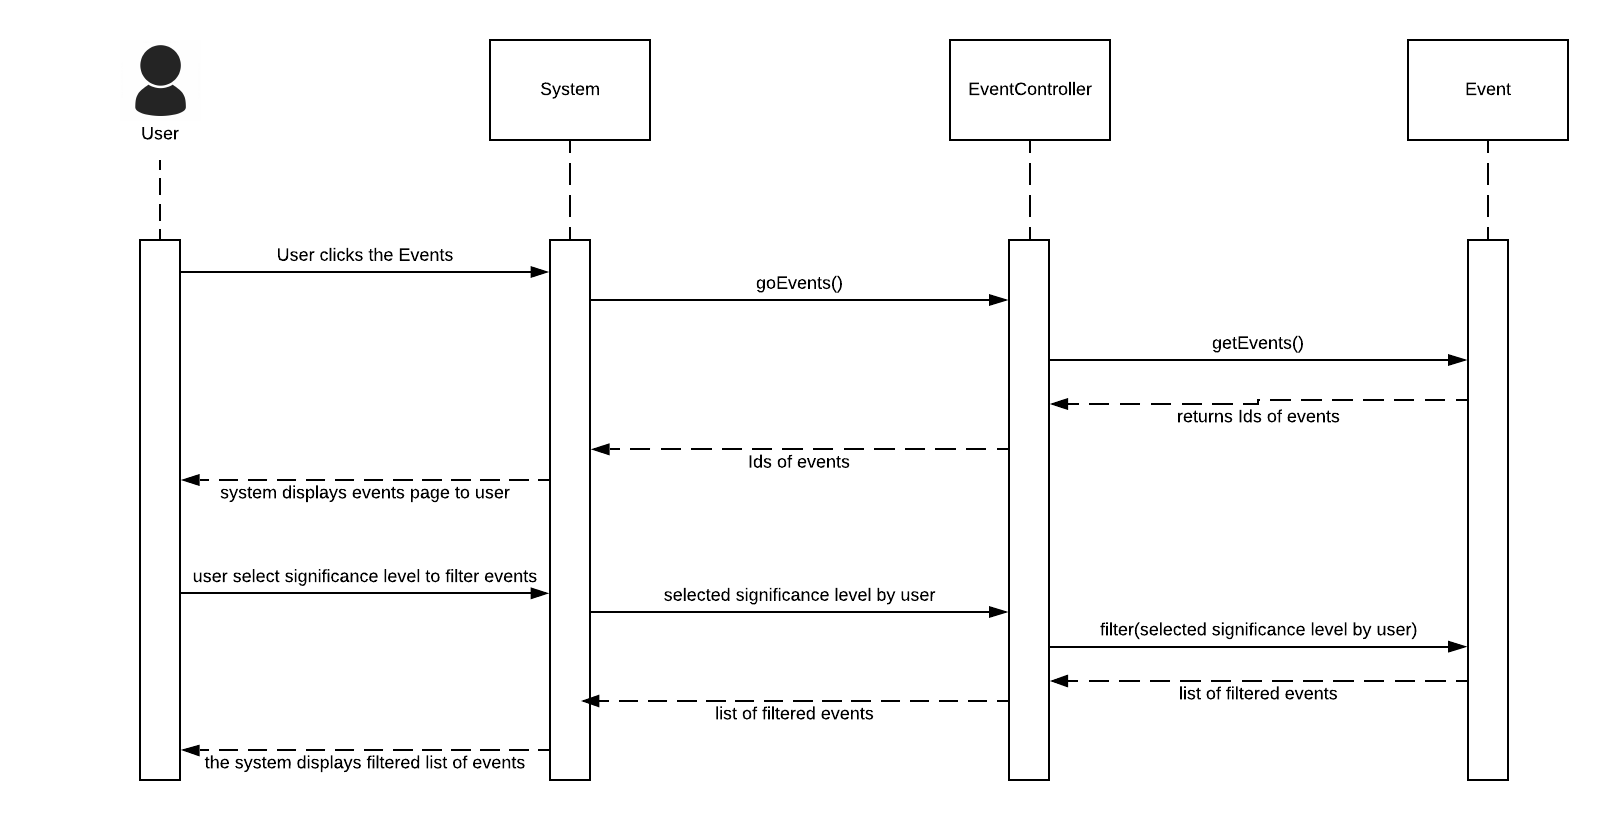 User
System
EventController
Event
User clicks the Events
goEvents()
getEvents()
returns Ids of events
Ids of events
system displays events page to user
user select significance level to filter events
selected significance level by user
filter(selected significance level by user)
list of filtered events
list of filtered events
the system displays filtered list of events